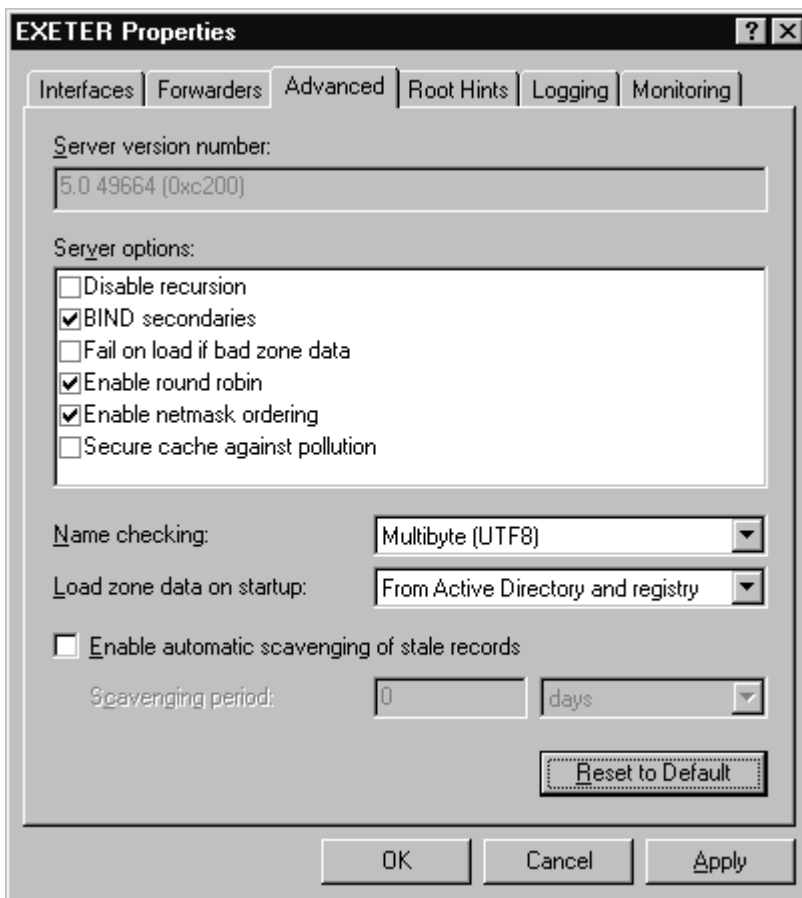 EXETER Properties
Interfaces Forwarders Advanced Root Hints Logging Monitoring
Server version number:
5.0 49664 (0xc200)
Server options:
Disable recursion
BIND secondaries
Fail on load if bad zone data
Enable round robin
Enable netmask ordering
Secure cache against pollution
Name checking: Multibyte (UTF8)
Load zone data on startup: From Active Directory and registry
Enable automatic scavenging of stale records
Scavenging period: 0 days
Reset to Default
OK Cancel Apply